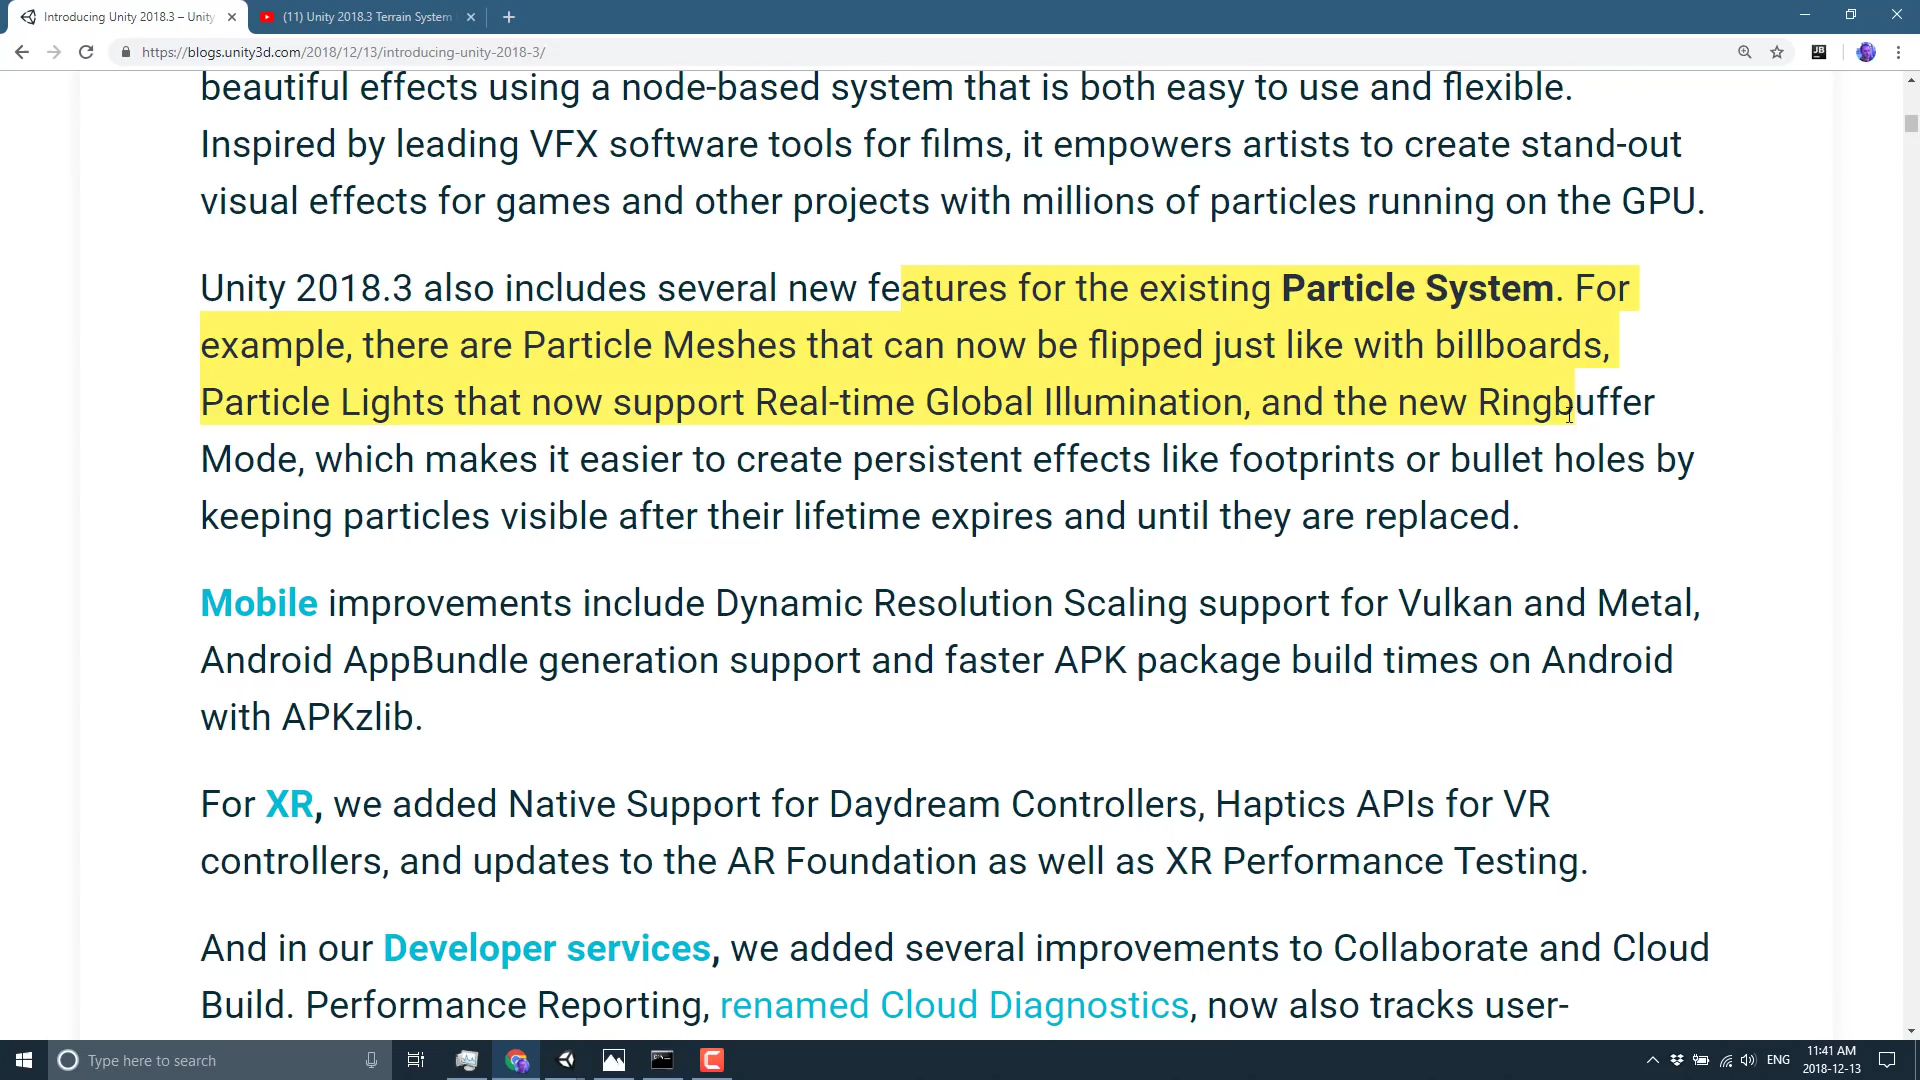 Introducing Unity 2018.3 – Unity
(11) Unity 2018.3 Terrain System
https://blogs.unity3d.com/2018/12/13/introducing-unity-2018-3/
JB
beautiful effects using a node-based system that is both easy to use and flexible.
Inspired by leading VFX software tools for films, it empowers artists to create stand-out
visual effects for games and other projects with millions of particles running on the GPU.
Unity 2018.3 also includes several new features for the existing Particle System. For
example, there are Particle Meshes that can now be flipped just like with billboards,
Particle Lights that now support Real-time Global Illumination, and the new Ringbuffer
Mode, which makes it easier to create persistent effects like footprints or bullet holes by
keeping particles visible after their lifetime expires and until they are replaced.
Mobile improvements include Dynamic Resolution Scaling support for Vulkan and Metal,
Android AppBundle generation support and faster APK package build times on Android
with APKzlib.
For XR, we added Native Support for Daydream Controllers, Haptics APIs for VR
controllers, and updates to the AR Foundation as well as XR Performance Testing.
And in our Developer services, we added several improvements to Collaborate and Cloud
Build. Performance Reporting, renamed Cloud Diagnostics, now also tracks user-
Type here to search
ENG
11:41 AM
2018-12-13